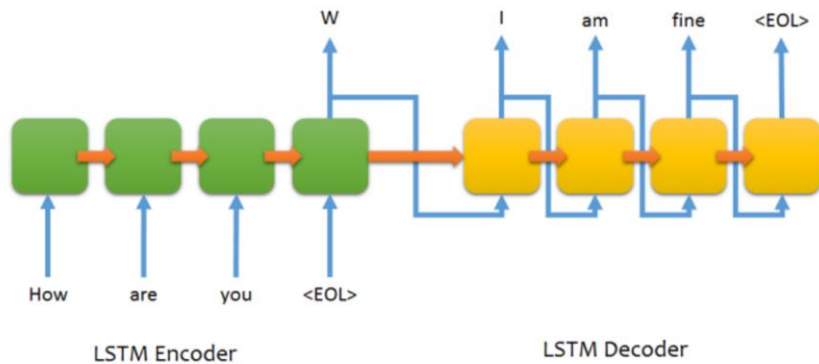 W I am fine <EOL>
How are you <EOL>
LSTM Encoder LSTM Decoder